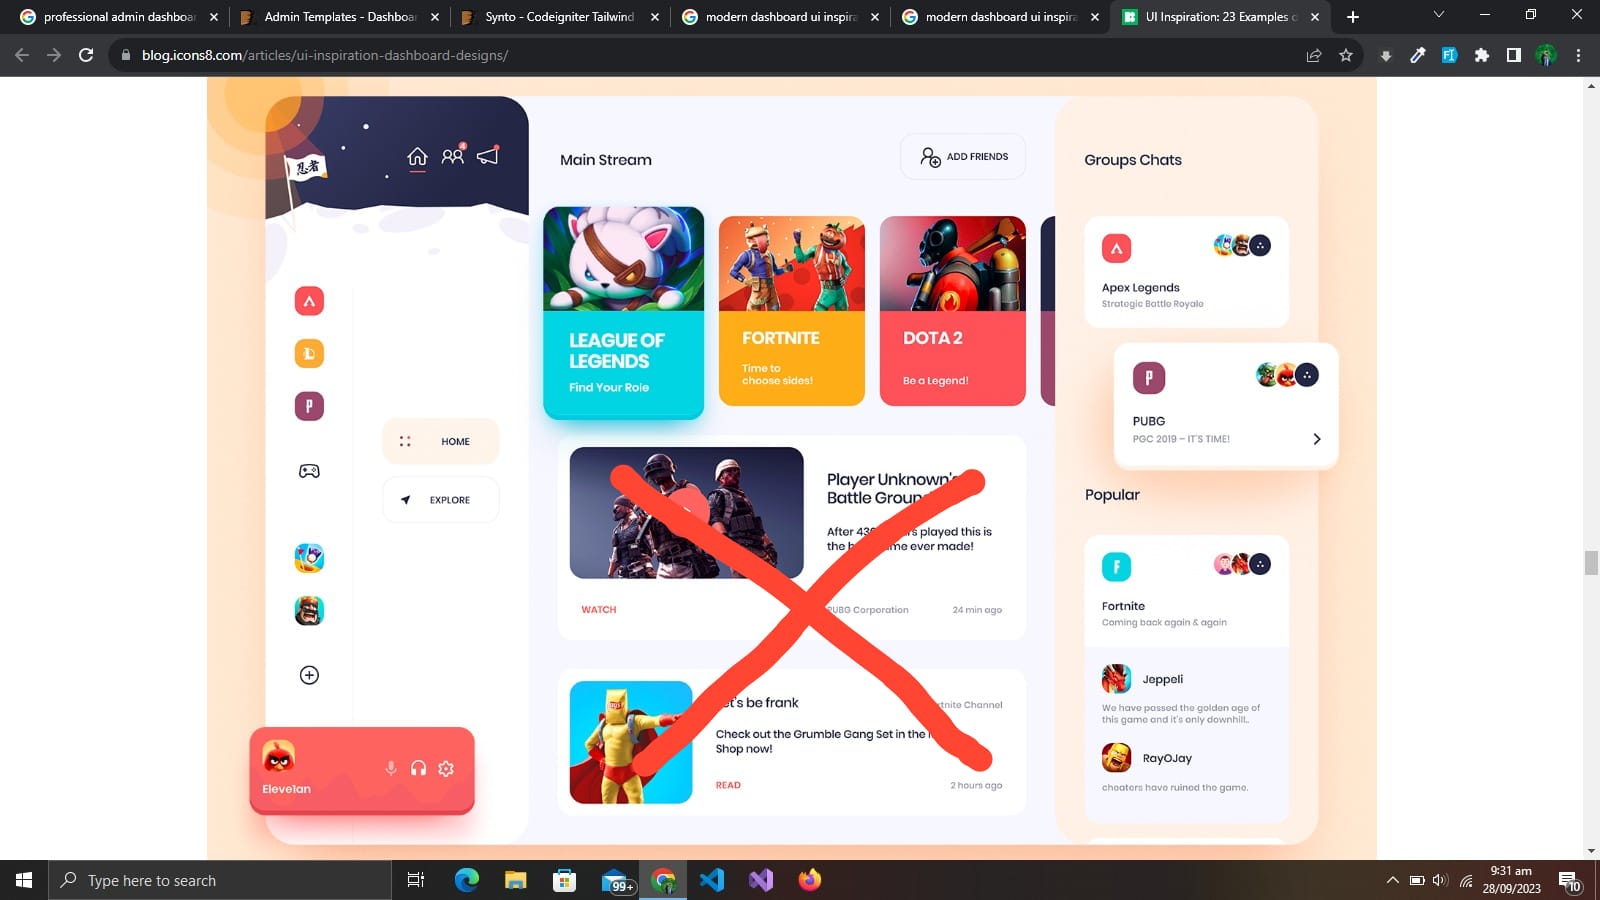 professional admin dashboa
Admin Templates - Dashboa
Synto - Codeigniter Tailwind
modern dashboard ui inspira
modern dashboard ui inspira
UI Inspiration: 23 Examples o
blog.icons8.com/articles/ui-inspiration-dashboard-designs/
忍者
4
Main Stream
ADD FRIENDS
Groups Chats
LEAGUE OF
LEGENDS
Find Your Role
FORTNITE
Time to
choose sides!
DOTA 2
Be a Legend!
Apex Legends
Strategic Battle Royale
P
PUBG
PGC 2019 – IT'S TIME!
P
HOME
EXPLORE
Player Unknown's
Battle Groun
After 43 rs played this is
the b me ever made!
WATCH
PUBG Corporation
24 min ago
Popular
F
Fortnite
Coming back again & again
Jeppeli
We have passed the golden age of
this game and it's only downhill..
RayOJay
cheaters have ruined the game.
t's be frank
rtnite Channel
Check out the Grumble Gang Set in the
Shop now!
READ
2 hours ago
Elevelan
Type here to search
99+
9:31 am
28/09/2023
10